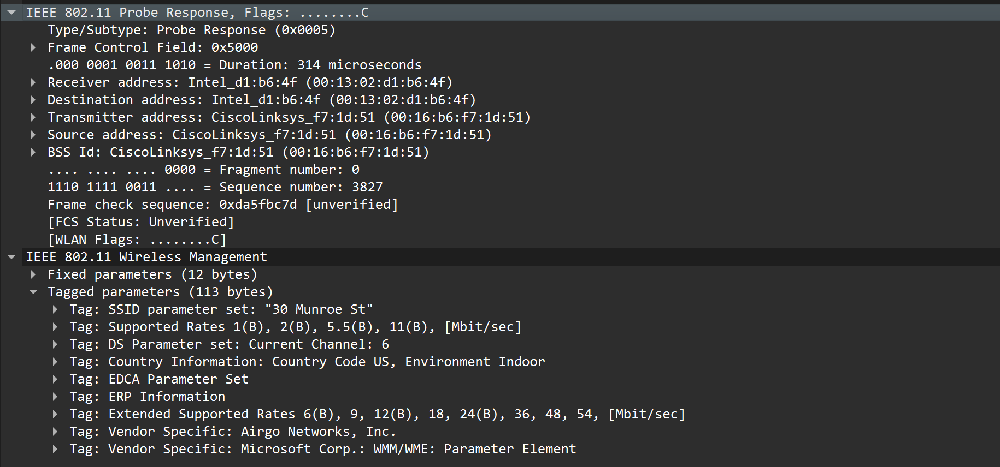 IEEE 802.11 Probe Response, Flags: ........C
Type/Subtype: Probe Response (0x0005)
Frame Control Field: 0x5000
.000 0001 0011 1010 = Duration: 314 microseconds
Receiver address: Intel_d1:b6:4f (00:13:02:d1:b6:4f)
Destination address: Intel_d1:b6:4f (00:13:02:d1:b6:4f)
Transmitter address: CiscoLinksys_f7:1d:51 (00:16:b6:f7:1d:51)
Source address: CiscoLinksys_f7:1d:51 (00:16:b6:f7:1d:51)
BSS Id: CiscoLinksys_f7:1d:51 (00:16:b6:f7:1d:51)
.... .... .... 0000 = Fragment number: 0
1110 1111 0011 .... = Sequence number: 3827
Frame check sequence: 0xda5fbc7d [unverified]
[FCS Status: Unverified]
[WLAN Flags: ........C]
IEEE 802.11 Wireless Management
Fixed parameters (12 bytes)
Tagged parameters (113 bytes)
Tag: SSID parameter set: "30 Munroe St"
Tag: Supported Rates 1(B), 2(B), 5.5(B), 11(B), [Mbit/sec]
Tag: DS Parameter set: Current Channel: 6
Tag: Country Information: Country Code US, Environment Indoor
Tag: EDCA Parameter Set
Tag: ERP Information
Tag: Extended Supported Rates 6(B), 9, 12(B), 18, 24(B), 36, 48, 54, [Mbit/sec]
Tag: Vendor Specific: Airgo Networks, Inc.
Tag: Vendor Specific: Microsoft Corp.: WMM/WME: Parameter Element